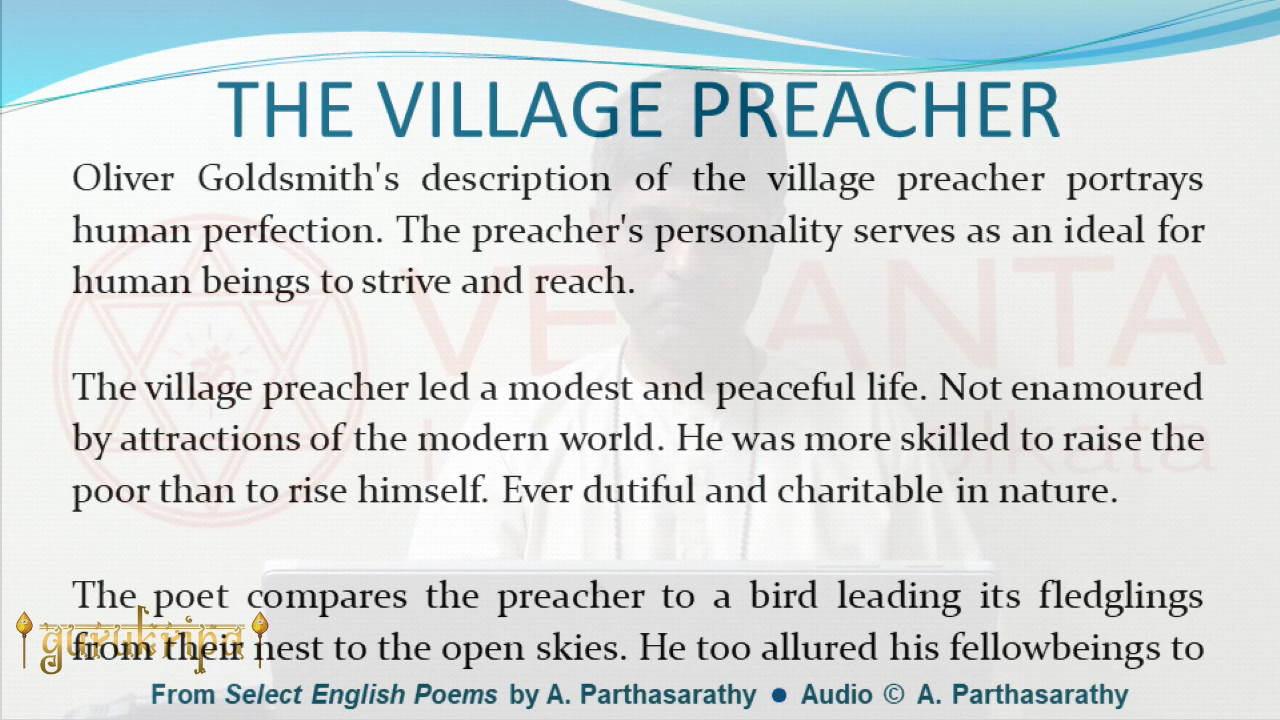 THE VILLAGE PREACHER
Oliver Goldsmith's description of the village preacher portrays
human perfection. The preacher's personality serves as an ideal for
human beings to strive and reach.
The village preacher led a modest and peaceful life. Not enamoured
by attractions of the modern world. He was more skilled to raise the
poor than to rise himself. Ever dutiful and charitable in nature.
The poet compares the preacher to a bird leading its fledglings
from their nest to the open skies. He too allured his fellowbeings to
gurukripa
From Select English Poems by A. Parthasarathy ● Audio © A. Parthasarathy